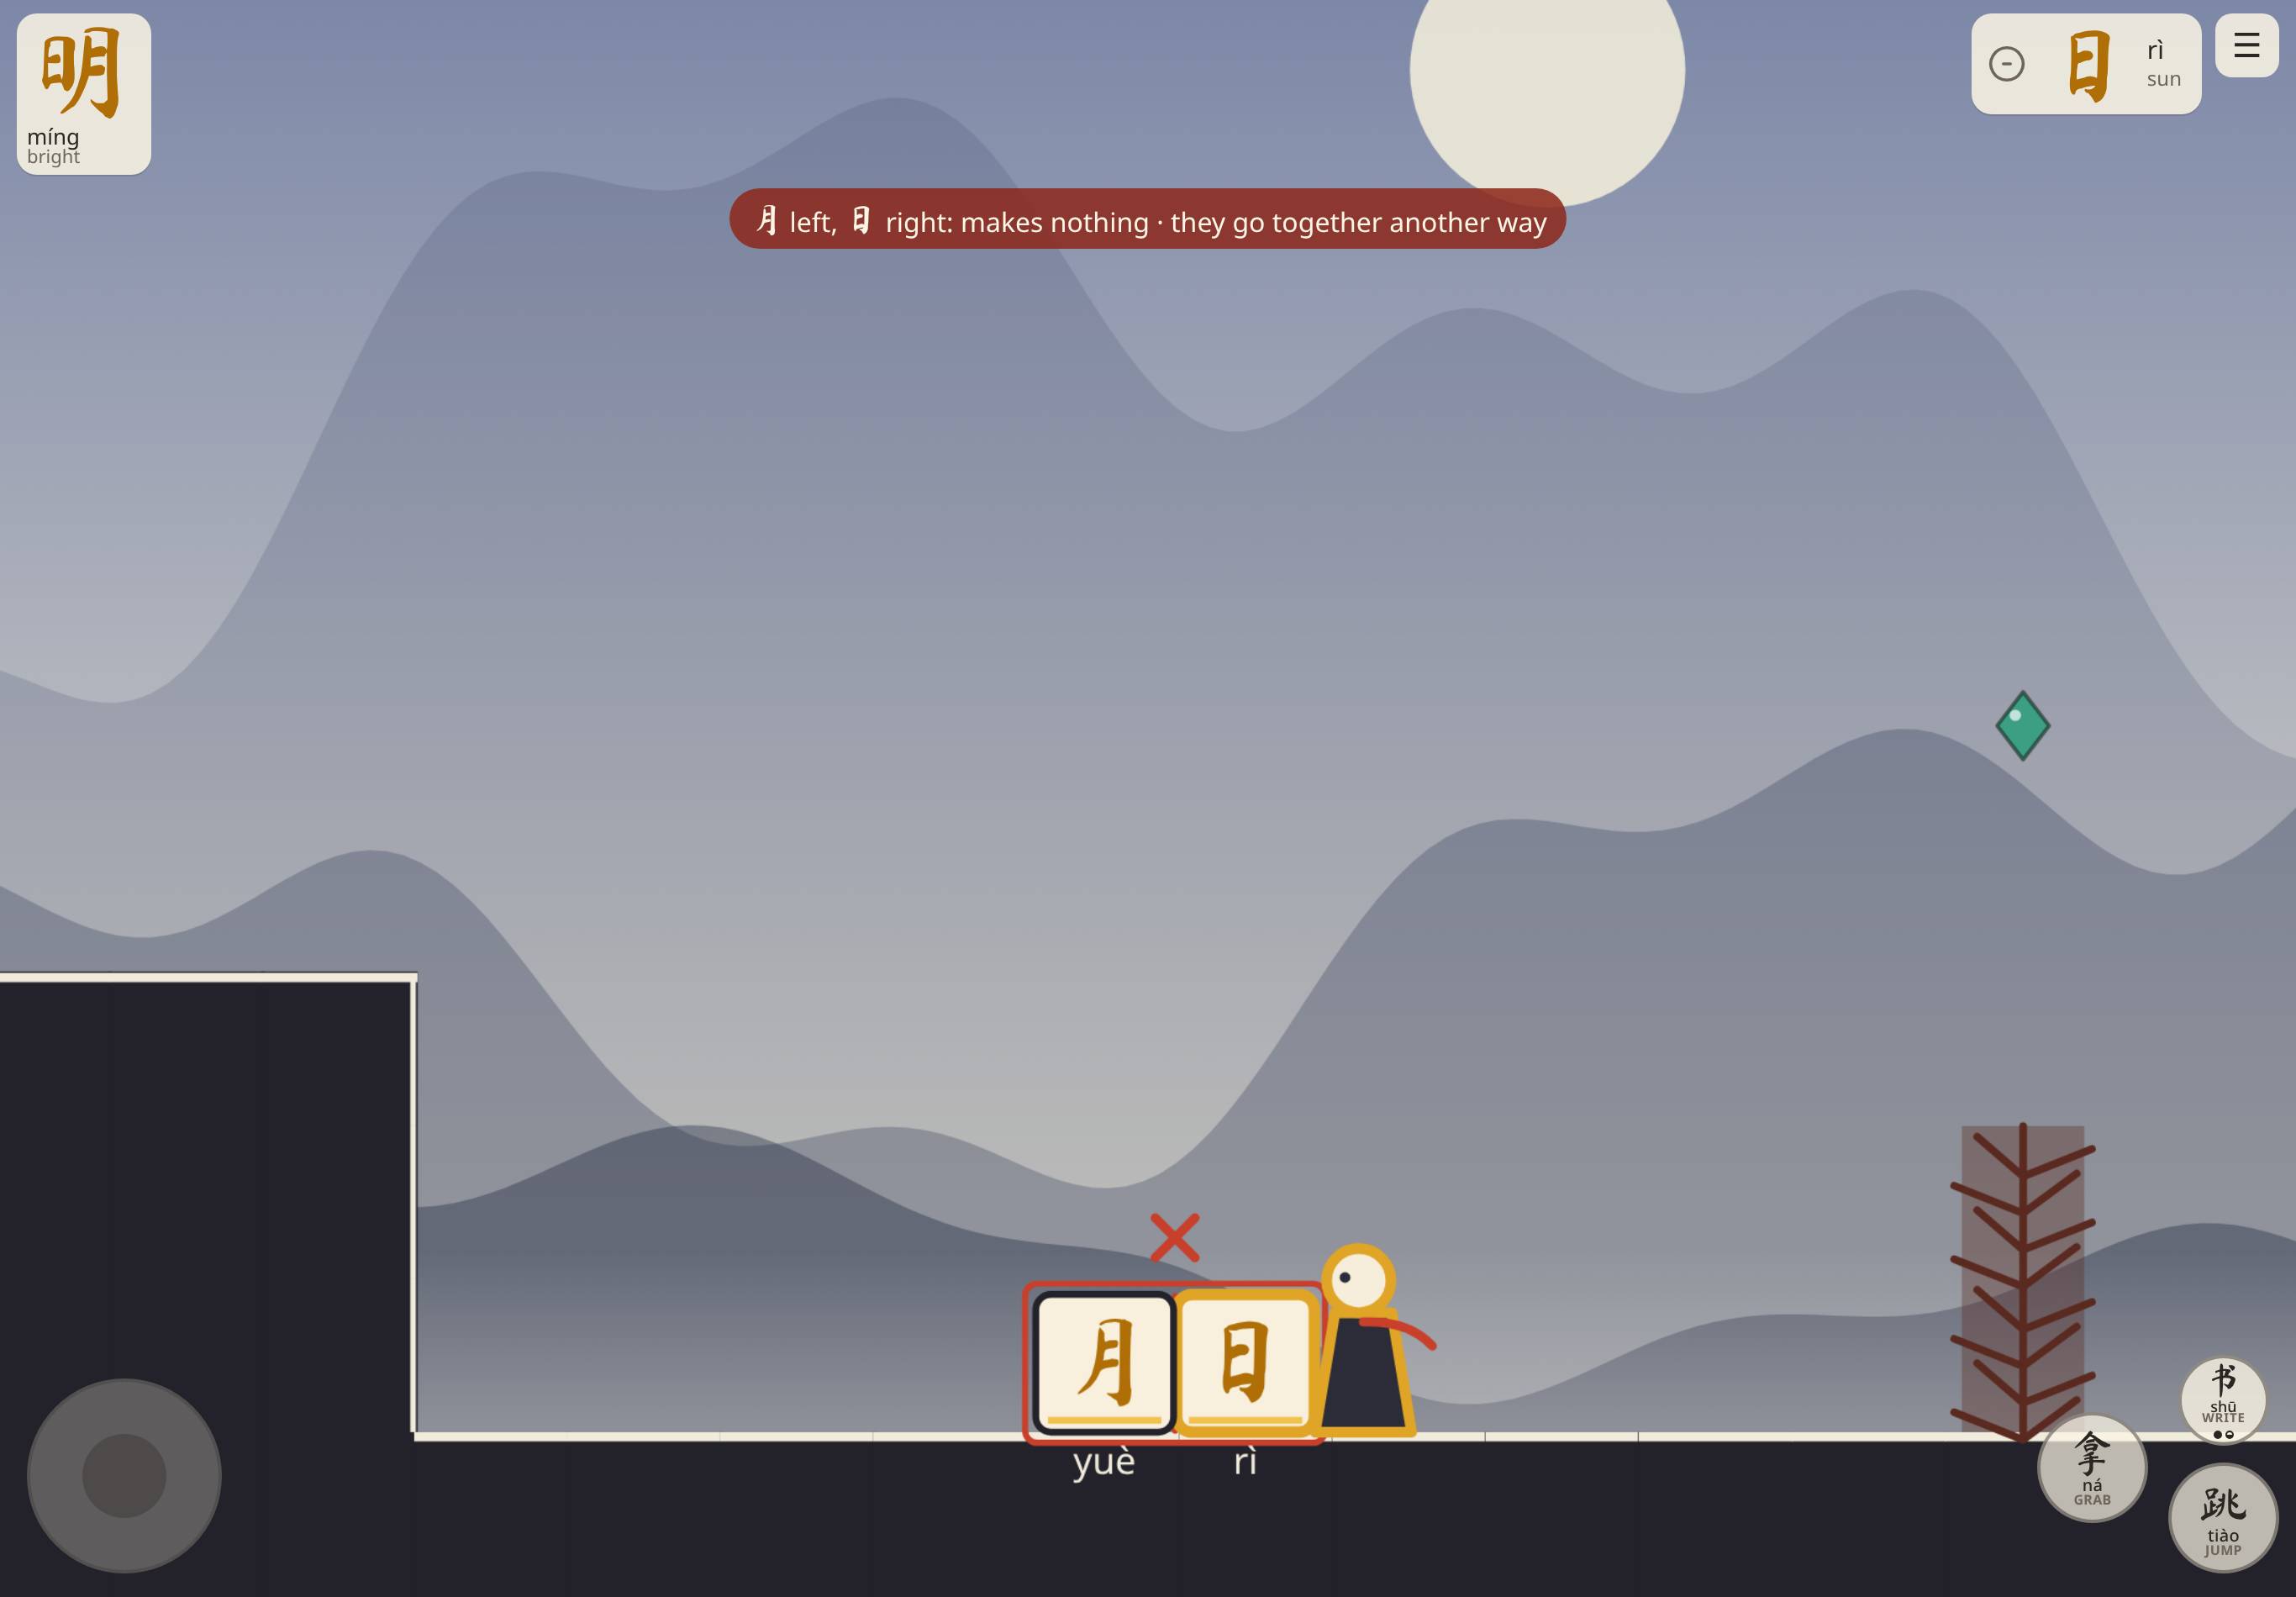 明
míng
bright
日
rì
sun
月 left, 日 right: makes nothing · they go together another way
月 日
yuè rì
书
shū
WRITE
拿
ná
GRAB
跳
tiào
JUMP